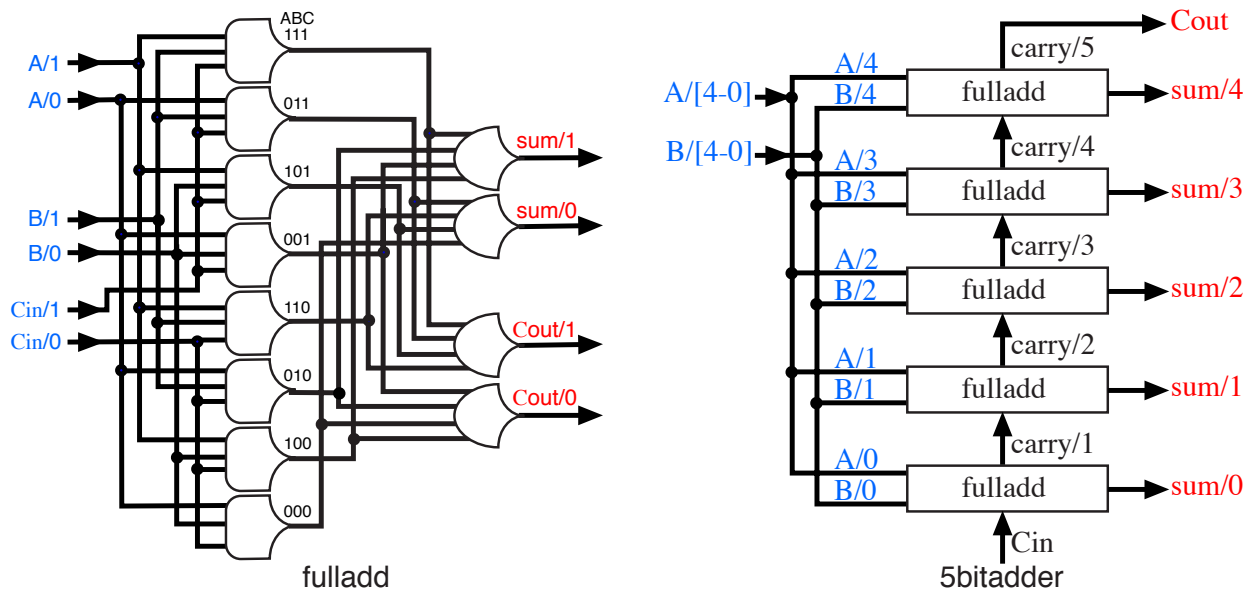 ABC
111
A/1
A/0
011
sum/1
101
sum/0
B/1
001
B/0
Cin/1
110
Cout/1
Cin/0
010
Cout/0
100
000
fulladd
Cout
carry/5
A/4
A/[4-0]
B/4
fulladd
sum/4
B/[4-0]
carry/4
A/3
B/3
fulladd
sum/3
carry/3
A/2
B/2
fulladd
sum/2
carry/2
A/1
B/1
fulladd
sum/1
carry/1
A/0
B/0
fulladd
sum/0
Cin
5bitadder